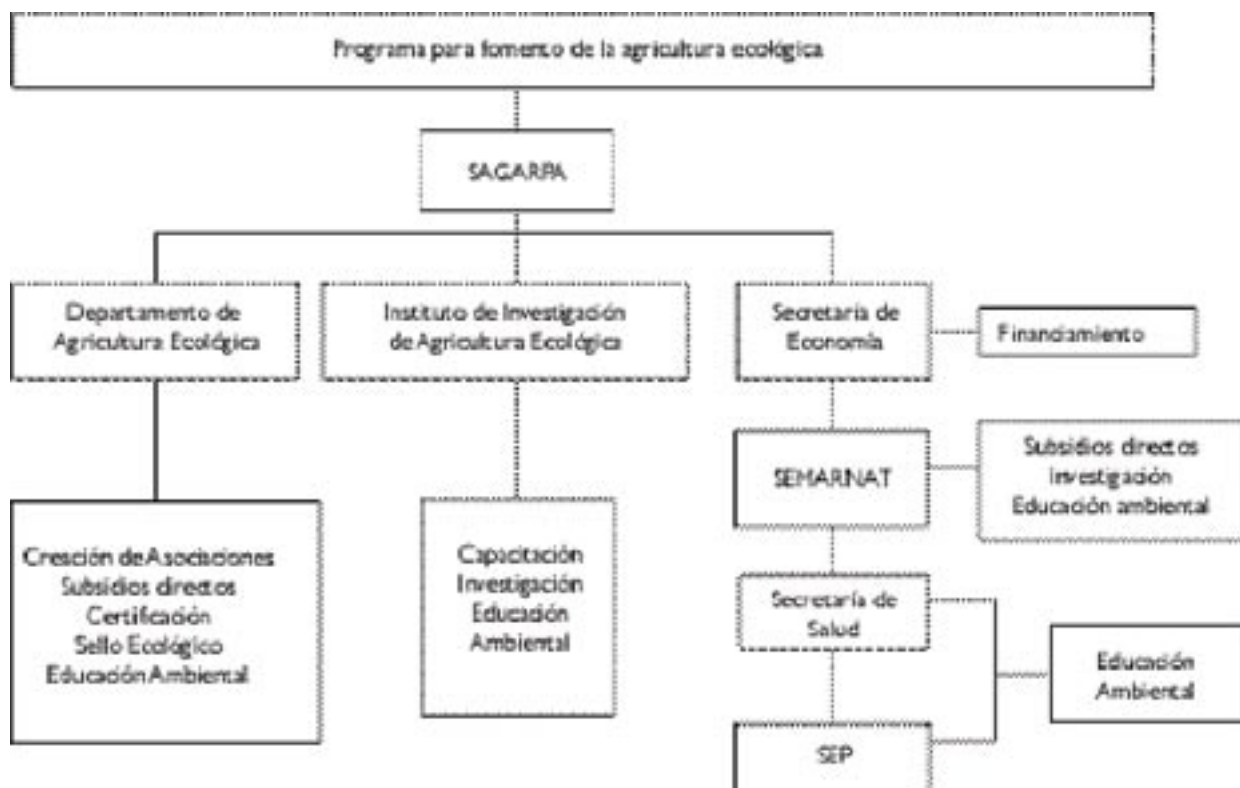 Programa para fomento de la agricultura ecológica
SAGARPA
Departamento de
Agricultura Ecológica
Instituto de Investigación
de Agricultura Ecológica
Secretaría de
Economía
Financiamiento
SEMARNAT
Subsidios directos
Investigación
Educación ambiental
Creación de Asociaciones
Subsidios directos
Certificación
Sello Ecológico
Educación Ambiental
Capacitación
Investigación
Educación
Ambiental
Secretaría de
Salud
Educación
Ambiental
SEP